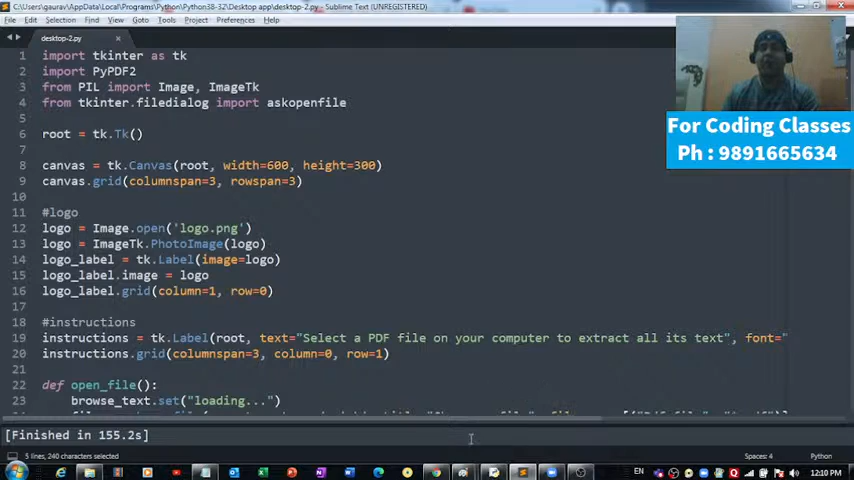 C:\Users\gaurav\AppData\Local\Programs\Python\Python38-32\Desktop app\desktop-2.py - Sublime Text (UNREGISTERED)
File Edit Selection Find View Goto Tools Project Preferences Help
desktop-2.py ×
1 import tkinter as tk
2 import PyPDF2
3 from PIL import Image, ImageTk
4 from tkinter.filedialog import askopenfile
5
6 root = tk.Tk()
7
8 canvas = tk.Canvas(root, width=600, height=300)
9 canvas.grid(columnspan=3, rowspan=3)
10
11 #logo
12 logo = Image.open('logo.png')
13 logo = ImageTk.PhotoImage(logo)
14 logo_label = tk.Label(image=logo)
15 logo_label.image = logo
16 logo_label.grid(column=1, row=0)
17
18 #instructions
19 instructions = tk.Label(root, text="Select a PDF file on your computer to extract all its text", font="
20 instructions.grid(columnspan=3, column=0, row=1)
21
22 def open_file():
23 browse_text.set("loading...")
For Coding Classes
Ph : 9891665634
[Finished in 155.2s]
5 lines, 240 characters selected
Spaces: 4
Python
EN
12:10 PM